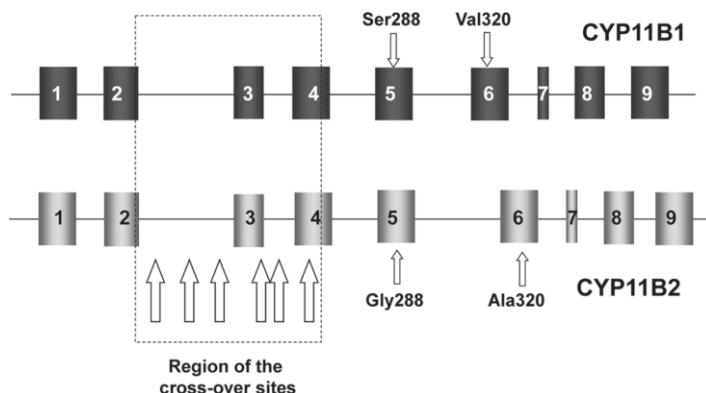 Ser288 Val320
CYP11B1
1 2 3 4 5 6 7 8 9
1 2 3 4 5 6 7 8 9
Gly288 Ala320
CYP11B2
Region of the
cross-over sites